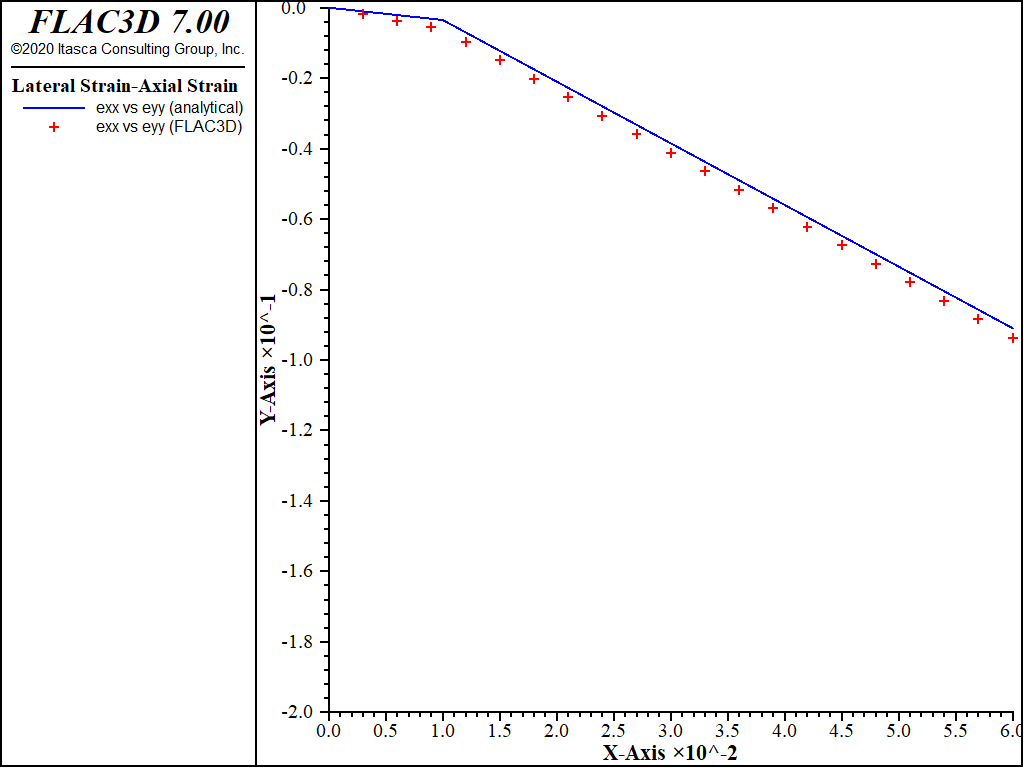 FLAC3D 7.00
©2020 Itasca Consulting Group, Inc.
Lateral Strain-Axial Strain
exx vs eyy (analytical)
exx vs eyy (FLAC3D)
0.0
-0.2
-0.4
-0.6
-0.8
-1.0
-1.2
-1.4
-1.6
-1.8
-2.0
Y-Axis ×10^-1
0.0 0.5 1.0 1.5 2.0 2.5 3.0 3.5 4.0 4.5 5.0 5.5 6.0
X-Axis ×10^-2